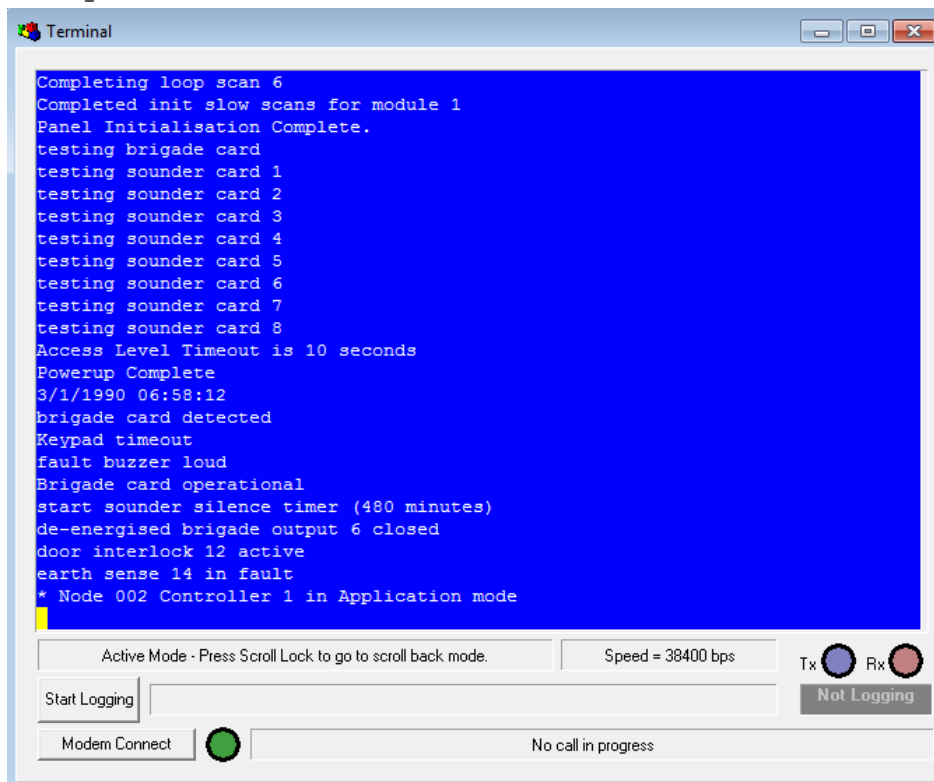 Terminal
Completing loop scan 6
Completed init slow scans for module 1
Panel Initialisation Complete.
testing brigade card
testing sounder card 1
testing sounder card 2
testing sounder card 3
testing sounder card 4
testing sounder card 5
testing sounder card 6
testing sounder card 7
testing sounder card 8
Access Level Timeout is 10 seconds
Powerup Complete
3/1/1990 06:58:12
brigade card detected
Keypad timeout
fault buzzer loud
Brigade card operational
start sounder silence timer (480 minutes)
de-energised brigade output 6 closed
door interlock 12 active
earth sense 14 in fault
* Node 002 Controller 1 in Application mode
Active Mode - Press Scroll Lock to go to scroll back mode.
Speed = 38400 bps
Tx Rx
Start Logging
Not Logging
Modem Connect
No call in progress